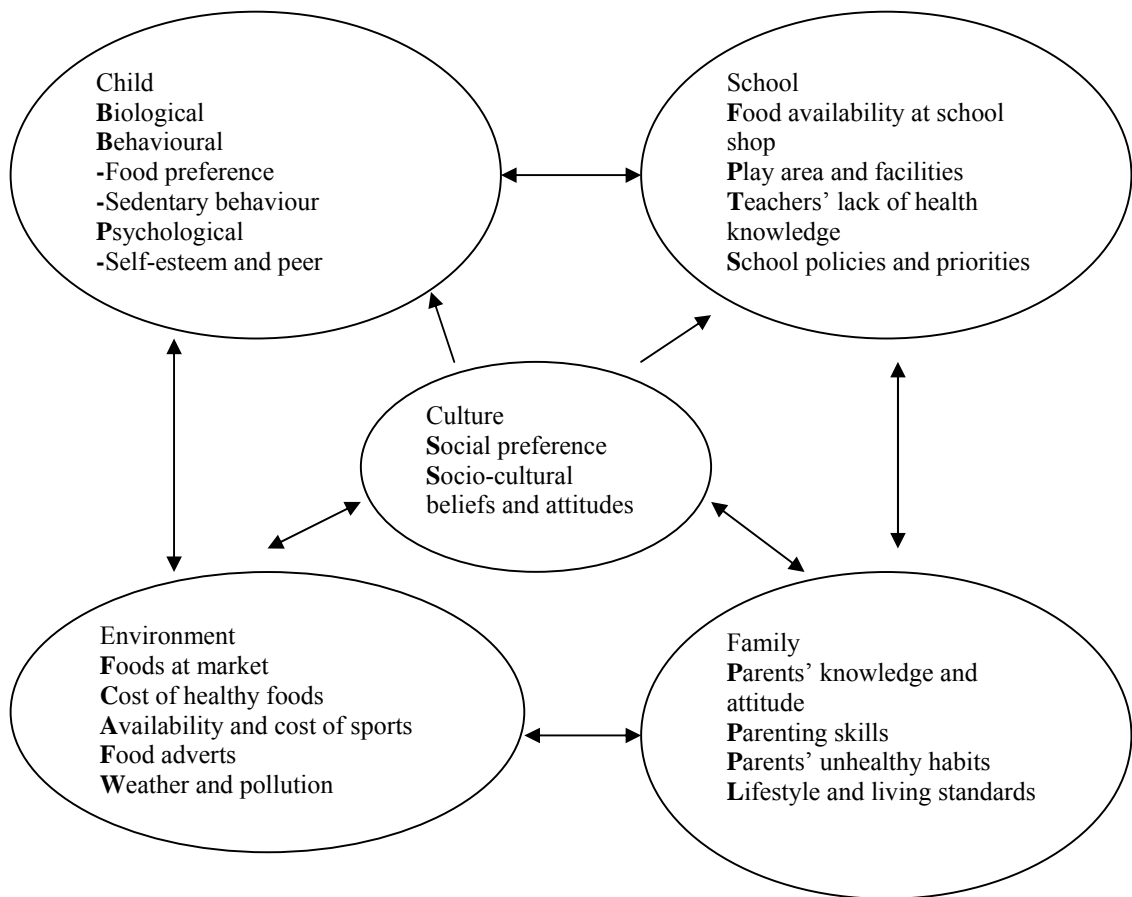 Child
Biological
Behavioural
-Food preference
-Sedentary behaviour
Psychological
-Self-esteem and peer
School
Food availability at school
shop
Play area and facilities
Teachers’ lack of health
knowledge
School policies and priorities
Culture
Social preference
Socio-cultural
beliefs and attitudes
Environment
Foods at market
Cost of healthy foods
Availability and cost of sports
Food adverts
Weather and pollution
Family
Parents’ knowledge and
attitude
Parenting skills
Parents’ unhealthy habits
Lifestyle and living standards